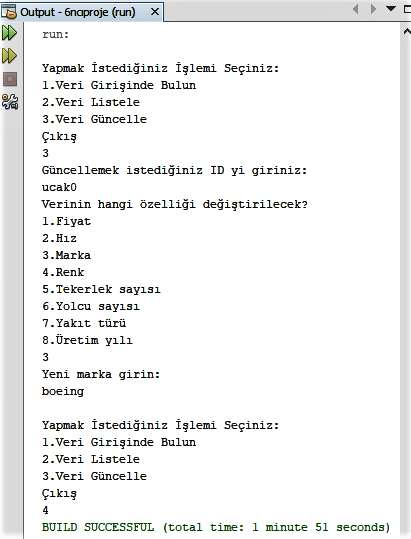 Output - 6ncıproje (run)
run:
Yapmak İstediğiniz İşlemi Seçiniz:
1.Veri Girişinde Bulun
2.Veri Listele
3.Veri Güncelle
Çıkış
3
Güncellemek istediğiniz ID yi giriniz:
ucak0
Verinin hangi özelliği değiştirilecek?
1.Fiyat
2.Hız
3.Marka
4.Renk
5.Tekerlek sayısı
6.Yolcu sayısı
7.Yakıt türü
8.Üretim yılı
3
Yeni marka girin:
boeing
Yapmak İstediğiniz İşlemi Seçiniz:
1.Veri Girişinde Bulun
2.Veri Listele
3.Veri Güncelle
Çıkış
4
BUILD SUCCESSFUL (total time: 1 minute 51 seconds)